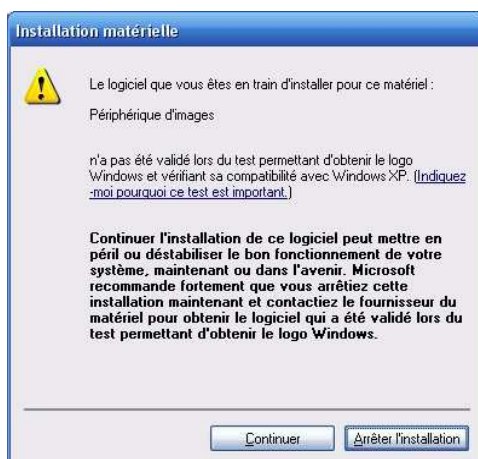 Installation matérielle
Le logiciel que vous êtes en train d'installer pour ce matériel :
Périphérique d'images
n'a pas été validé lors du test permettant d'obtenir le logo
Windows et vérifiant sa compatibilité avec Windows XP. (Indiquez
-moi pourquoi ce test est important.)
Continuer l'installation de ce logiciel peut mettre en
péril ou déstabiliser le bon fonctionnement de votre
système, maintenant ou dans l'avenir. Microsoft
recommande fortement que vous arrêtiez cette
installation maintenant et contactiez le fournisseur du
matériel pour obtenir le logiciel qui a été validé lors du
test permettant d'obtenir le logo Windows.
Continuer
Arrêter l'installation